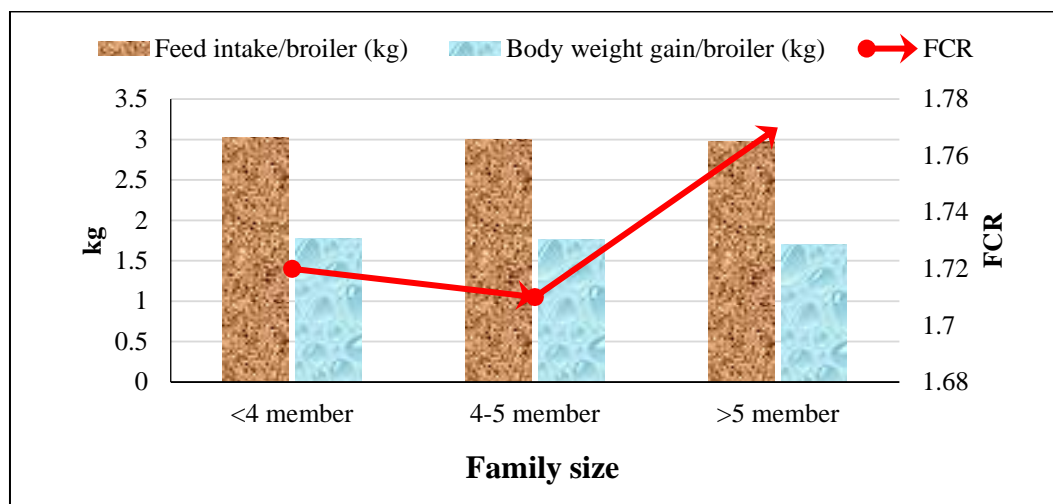 Feed intake/broiler (kg) Body weight gain/broiler (kg) FCR
3.5 1.78
3 1.76
2.5 1.74
2 1.72
1.5 1.7
1 1.68
0.5
0
kg
FCR
<4 member 4-5 member >5 member
Family size